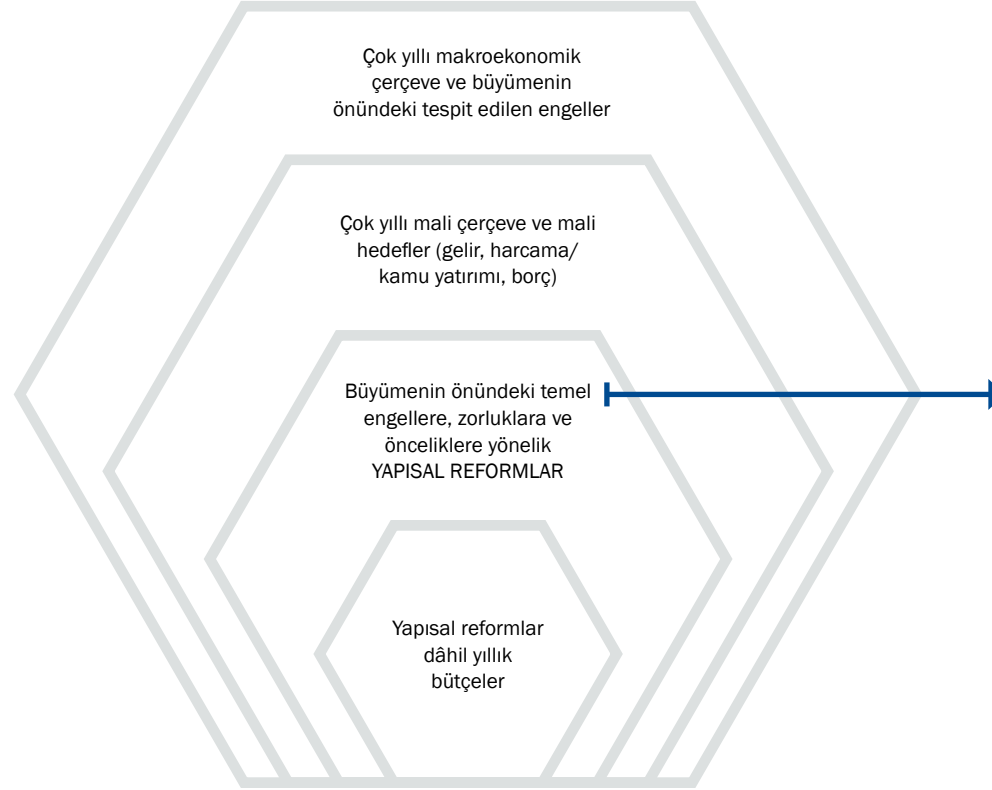 Çok yıllı makroekonomik
çerçeve ve büyümenin
önündeki tespit edilen engeller
Çok yıllı mali çerçeve ve mali
hedefler (gelir, harcama/
kamu yatırımı, borç)
Büyümenin önündeki temel
engellere, zorluklara ve
önceliklere yönelik
YAPISAL REFORMLAR
Yapısal reformlar
dâhil yıllık
bütçeler